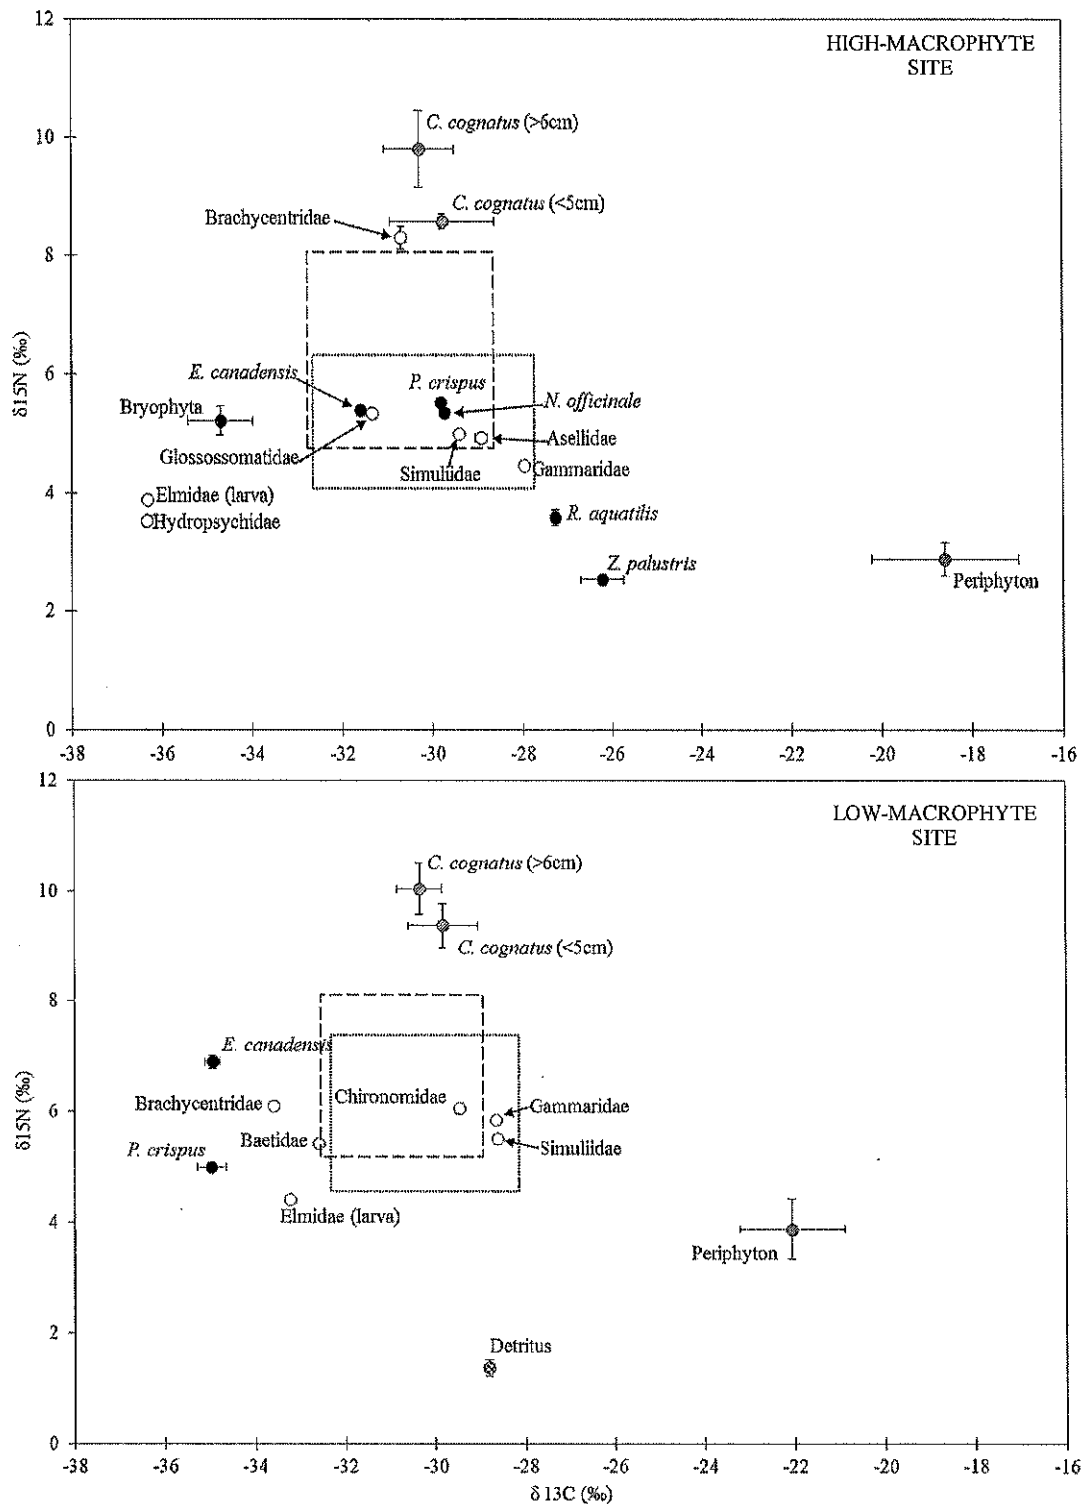 12
HIGH-MACROPHYTE
SITE
C. cognatus (>6cm)
10
C. cognatus (<5cm)
Brachycentridae
8
δ15N (‰)
6
E. canadensis
P. crispus
N. officinale
Bryophyta
Asellidae
Glossossomatidae
Simuliidae
Gammaridae
4
Elmidae (larva)
Hydropsychidae
R. aquatilis
Z. palustris
Periphyton
2
0
-38 -36 -34 -32 -30 -28 -26 -24 -22 -20 -18 -16
12
LOW-MACROPHYTE
SITE
C. cognatus (>6cm)
10
C. cognatus (<5cm)
8
E. canadensis
δ15N (‰)
Chironomidae
Brachycentridae
Gammaridae
6
Baetidae
Simuliidae
P. crispus
Elmidae (larva)
4
Periphyton
2
Detritus
0
-38 -36 -34 -32 -30 -28 -26 -24 -22 -20 -18 -16
δ 13C (‰)